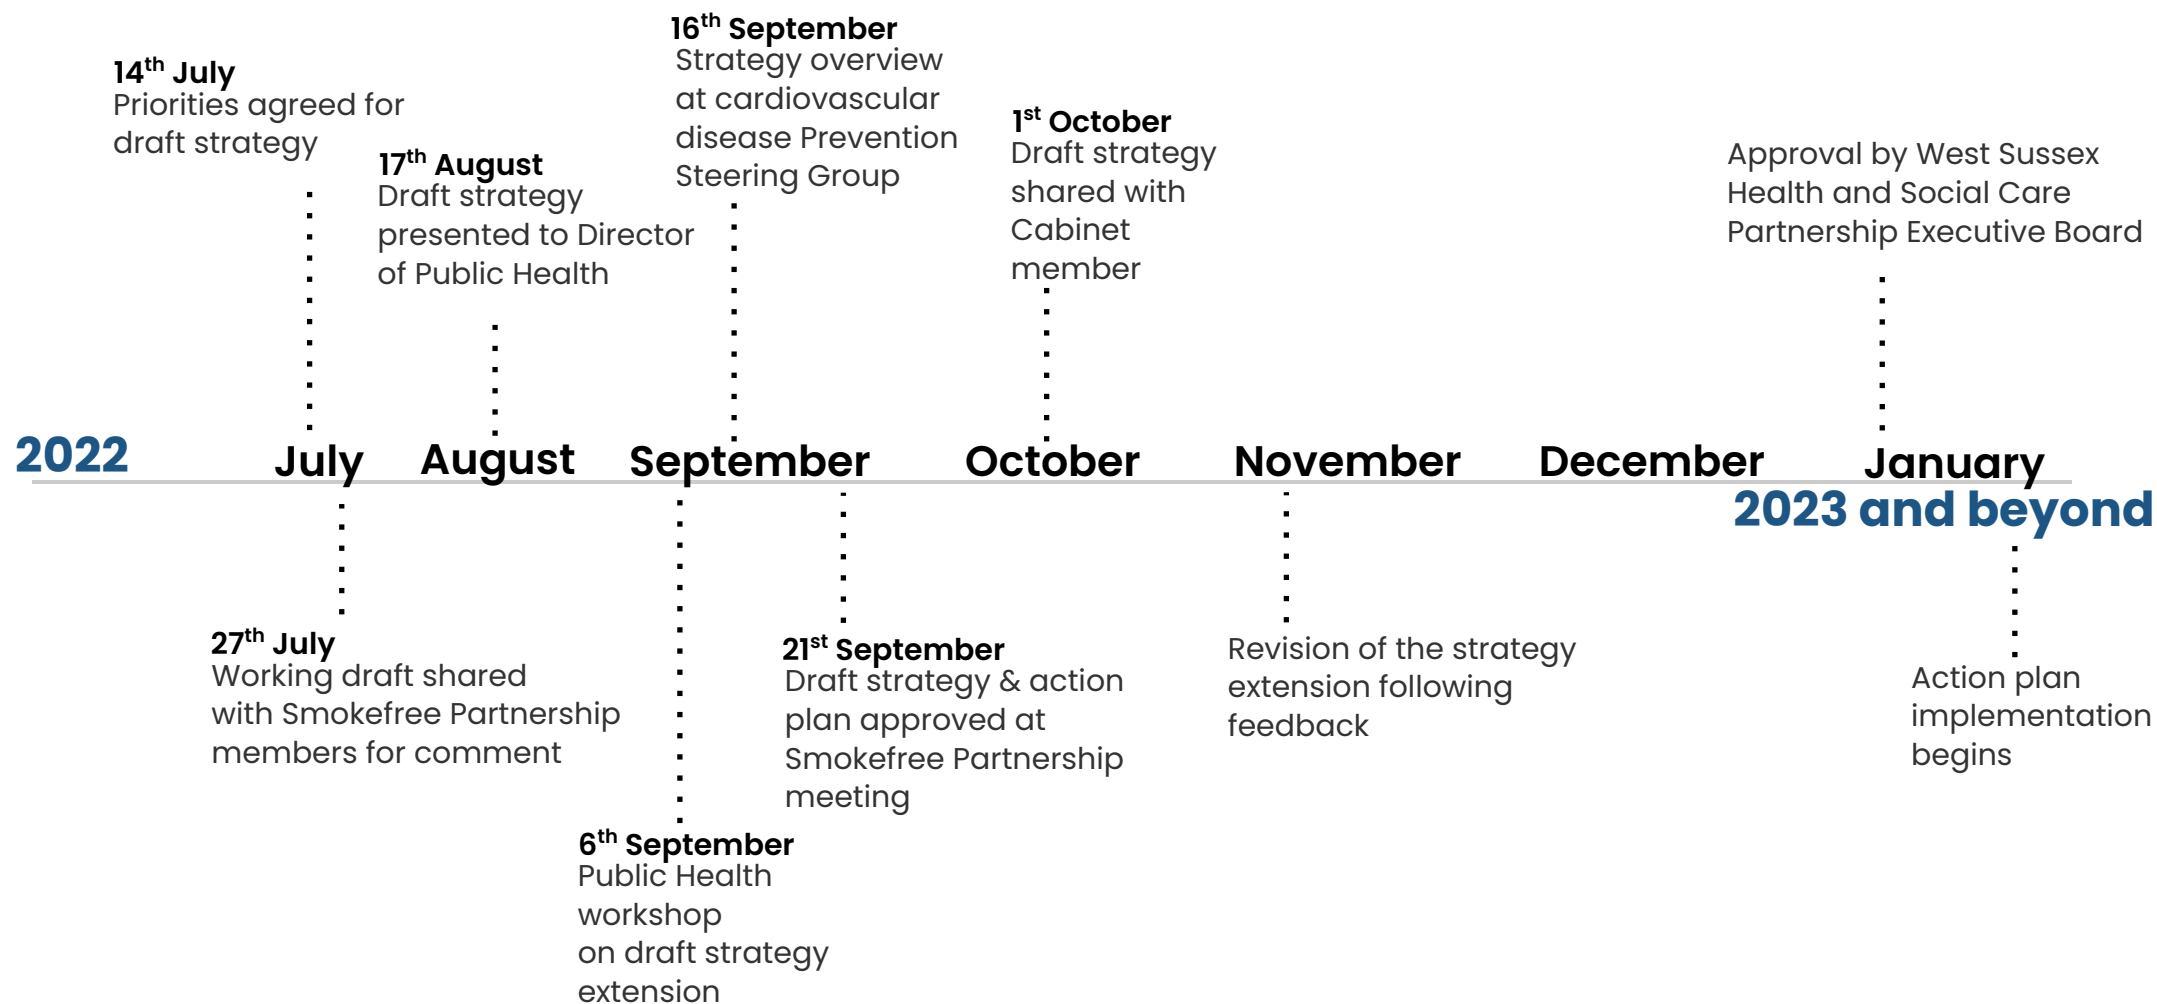 14th July
Priorities agreed for
draft strategy
17th August
Draft strategy
presented to Director
of Public Health
16th September
Strategy overview
at cardiovascular
disease Prevention
Steering Group
1st October
Draft strategy
shared with
Cabinet
member
Approval by West Sussex
Health and Social Care
Partnership Executive Board
2022
July
August
September
October
November
December
January
2023 and beyond
27th July
Working draft shared
with Smokefree Partnership
members for comment
6th September
Public Health
workshop
on draft strategy
extension
21st September
Draft strategy & action
plan approved at
Smokefree Partnership
meeting
Revision of the strategy
extension following
feedback
Action plan
implementation
begins